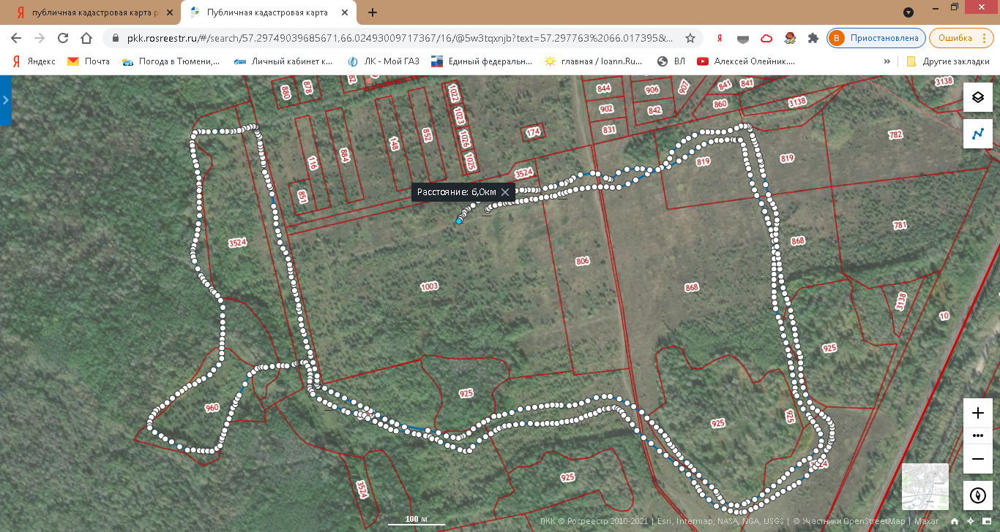 публичная кадастровая карта р
Публичная кадастровая карта
pkk.rosreestr.ru/#/search/57.29749039685671,66.02493009717367/16/@5w3tqxnjb?text=57.297763%2066.017395&...
В Приостановлена
Ошибка
Яндекс
Почта
Погода в Тюмени,...
Личный кабинет к...
ЛК - Мой ГАЗ
Единый федеральн...
главная / Ioann.Ru...
ВЛ
Алексей Олейник....
»
Другие закладки
880
878
82
1022
844
906
907
841
841
3138
3138
902
842
860
1023
831
174
782
148
852
1026
116
884
1025
819
819
3524
851
Расстояние: 6,0км
3524
781
868
806
1003
868
3138
10
925
925
960
925
925
925
3524
100 м
ПКК © Росреестр 2010-2021 | Esri, Intermap, NASA, NGA, USGS | © Участники OpenStreetMap | Maxar